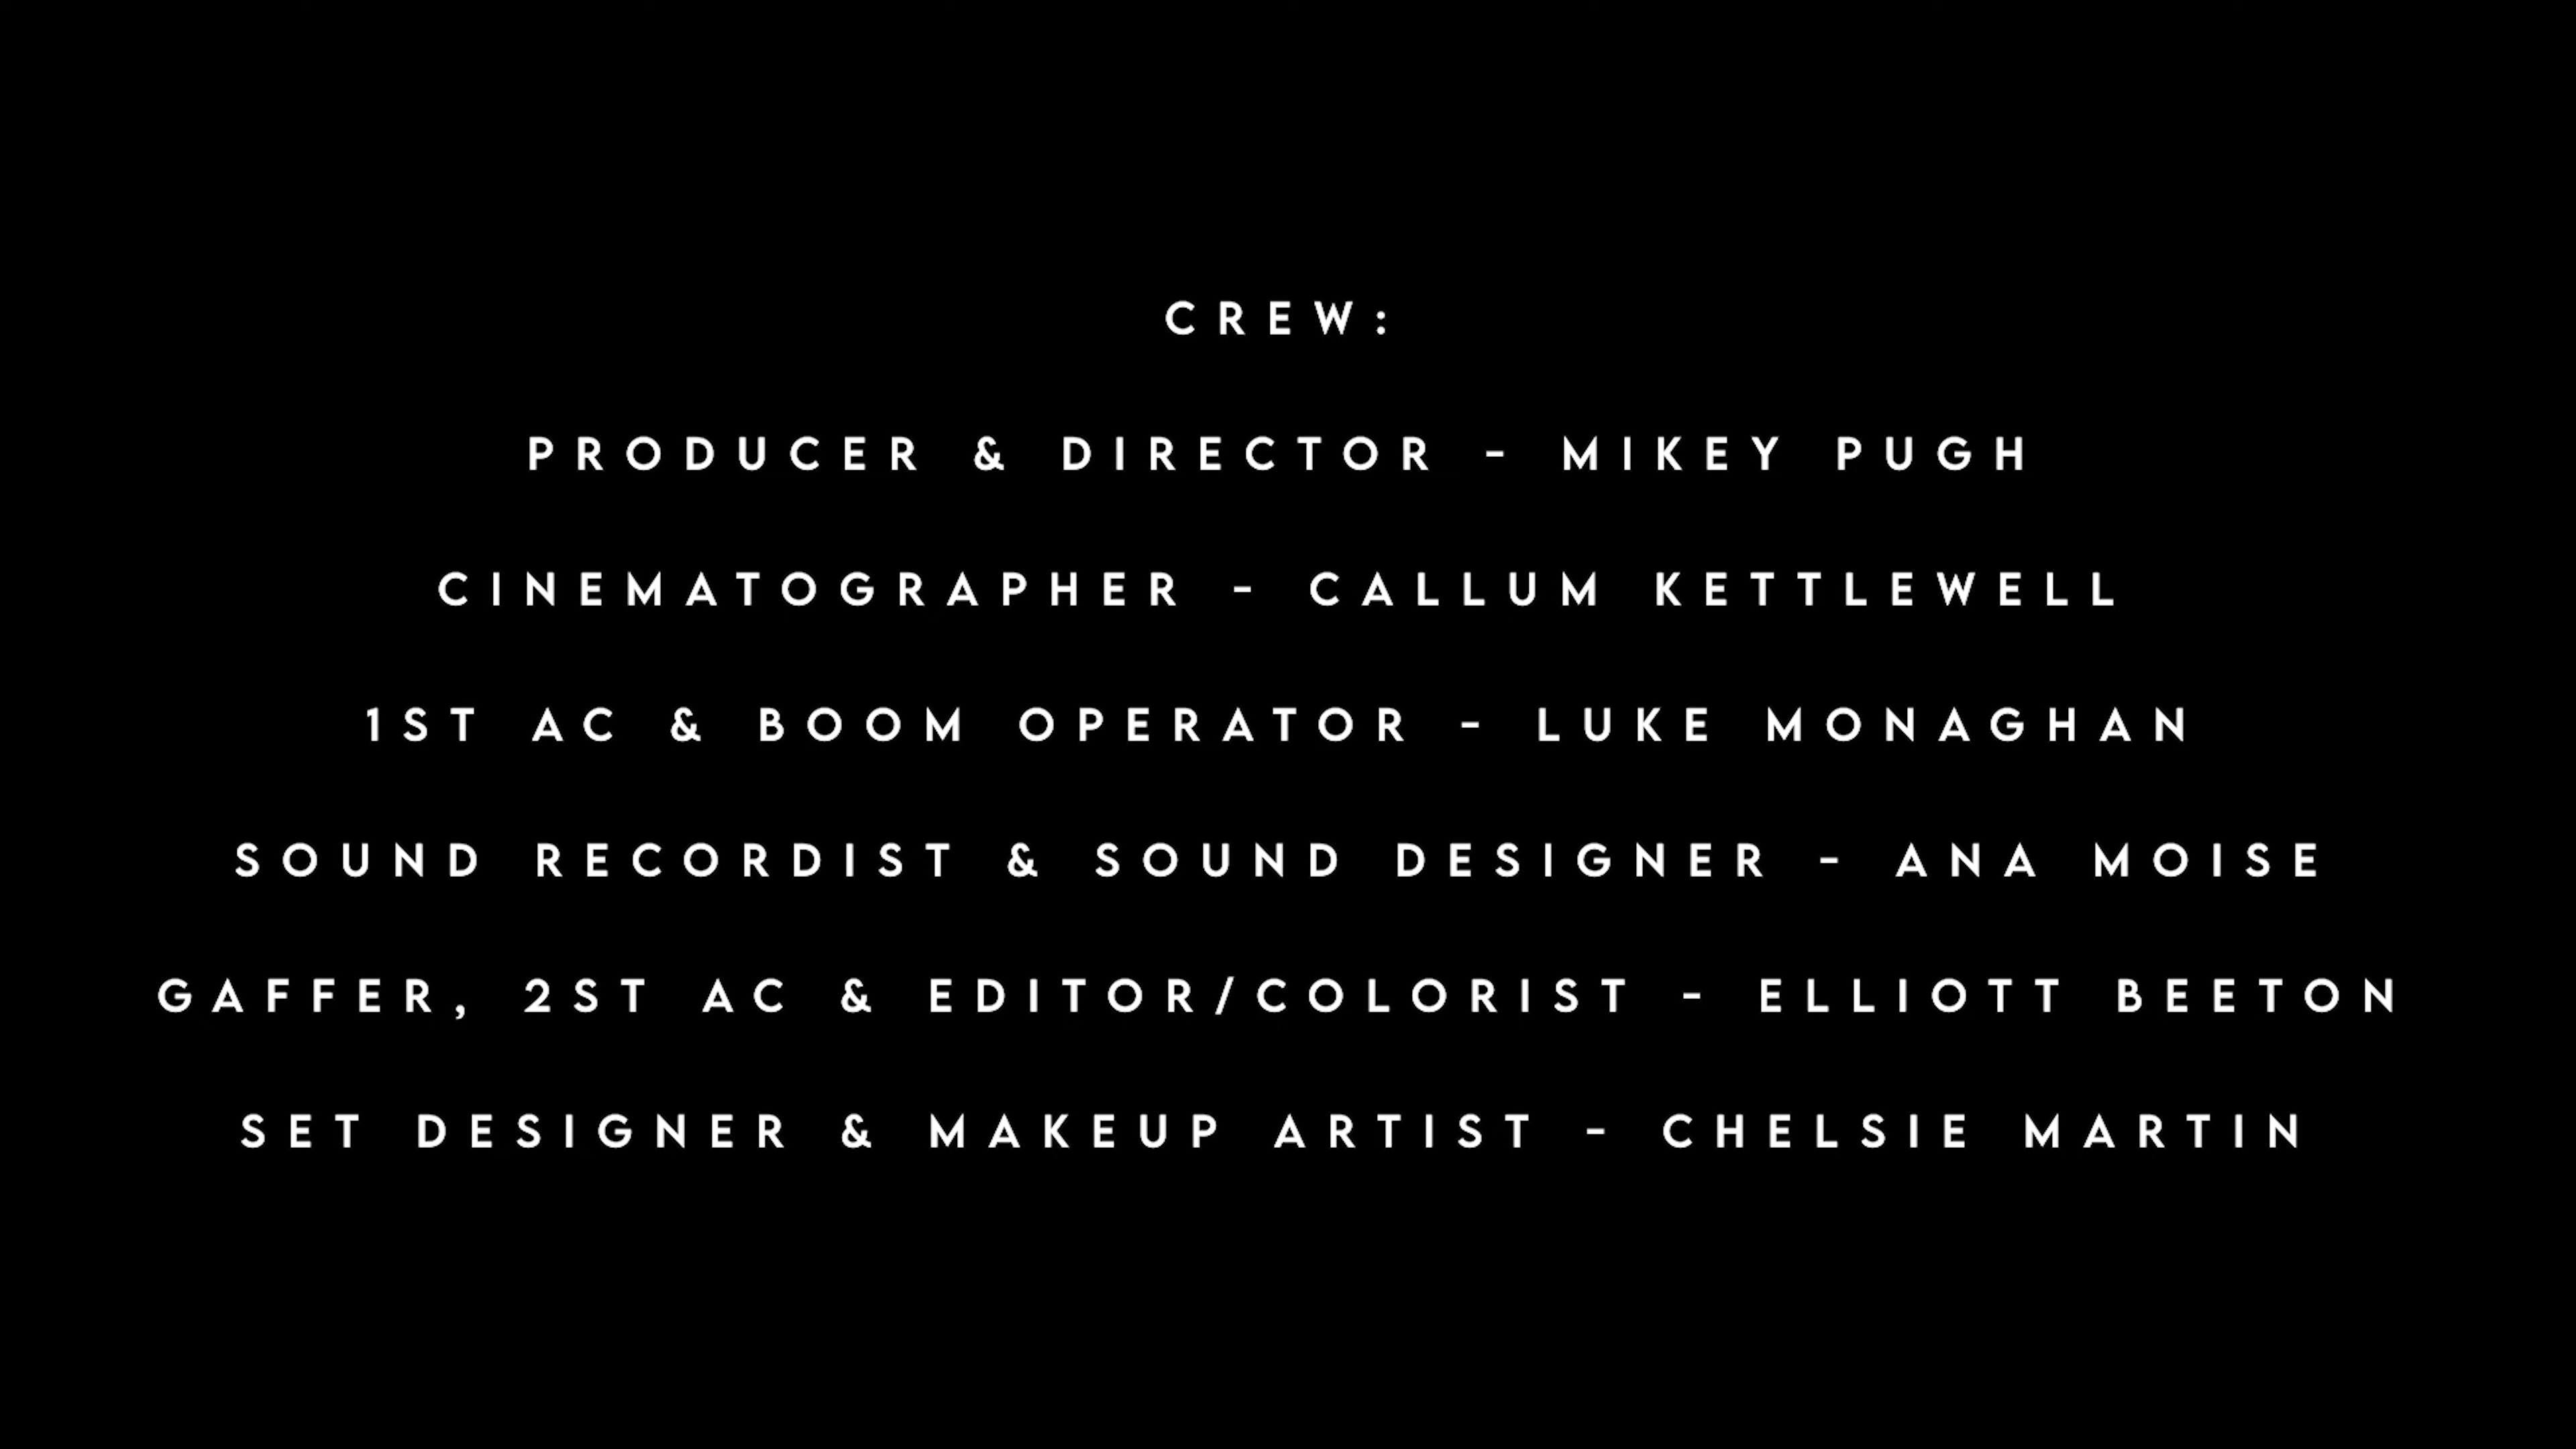 CREW:
PRODUCER & DIRECTOR - MIKEY PUGH
CINEMATOGRAPHER - CALLUM KETTLEWELL
1ST AC & BOOM OPERATOR - LUKE MONAGHAN
SOUND RECORDIST & SOUND DESIGNER - ANA MOISE
GAFFER, 2ST AC & EDITOR/COLORIST - ELLIOTT BEETON
SET DESIGNER & MAKEUP ARTIST - CHELSIE MARTIN